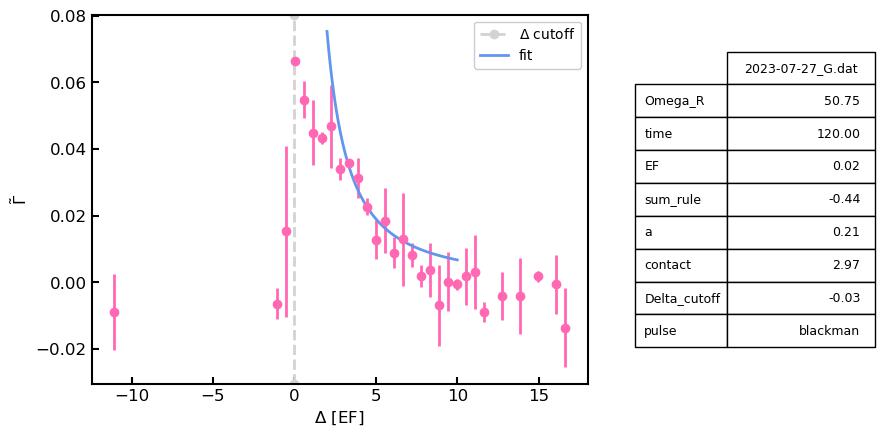 0.08
0.06
0.04
0.02
0.00
−0.02
Γ̃
−10
−5
0
5
10
15
Δ [EF]
Δ cutoff
fit
2023-07-27_G.dat
Omega_R 50.75
time 120.00
EF 0.02
sum_rule -0.44
a 0.21
contact 2.97
Delta_cutoff -0.03
pulse blackman